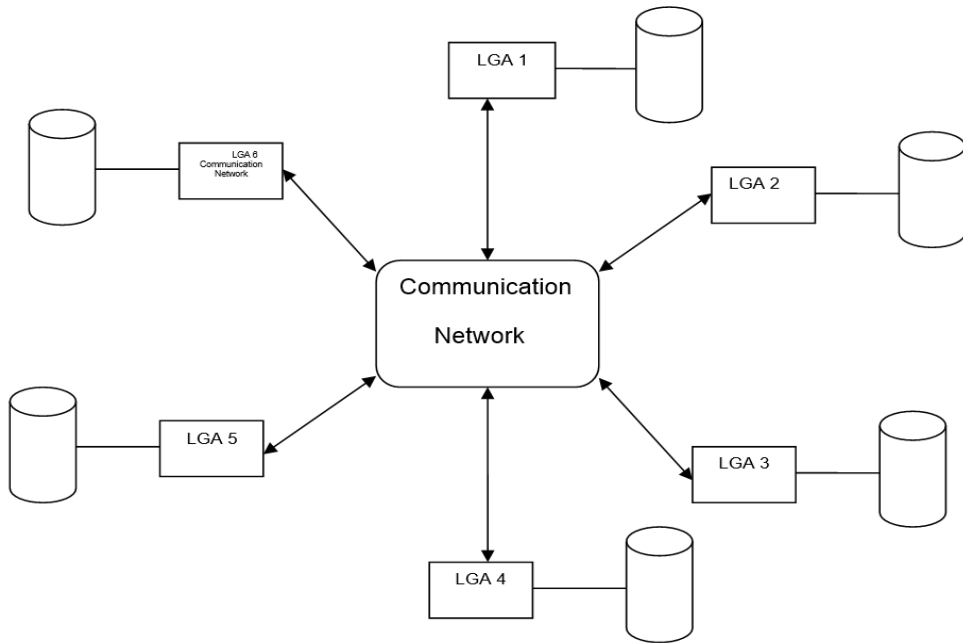 LGA 1
LGA 6
Communication
Network
LGA 2
Communication
Network
LGA 5
LGA 3
LGA 4